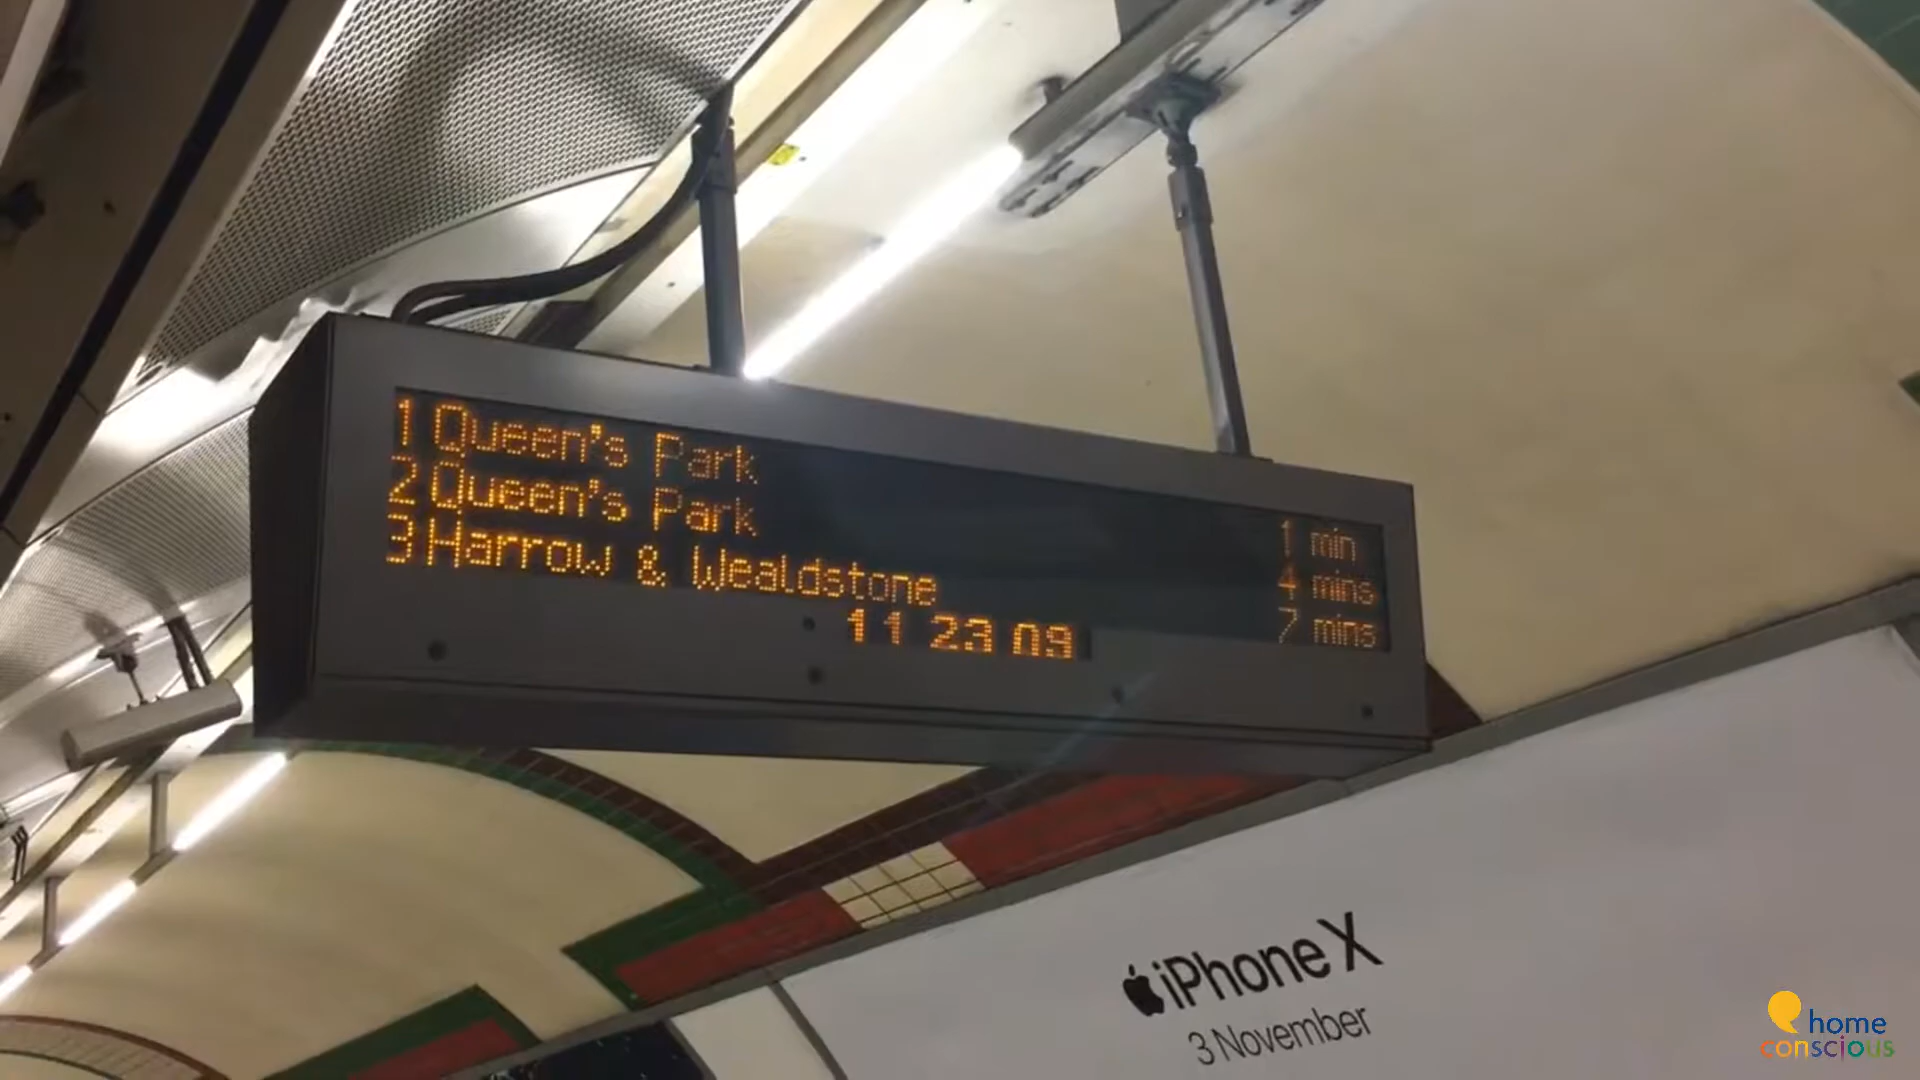 1 Queen's Park 1 min
2 Queen's Park 4 mins
3 Harrow & Wealdstone 7 mins
11 23 09
iPhone X
3 November
home
conscious